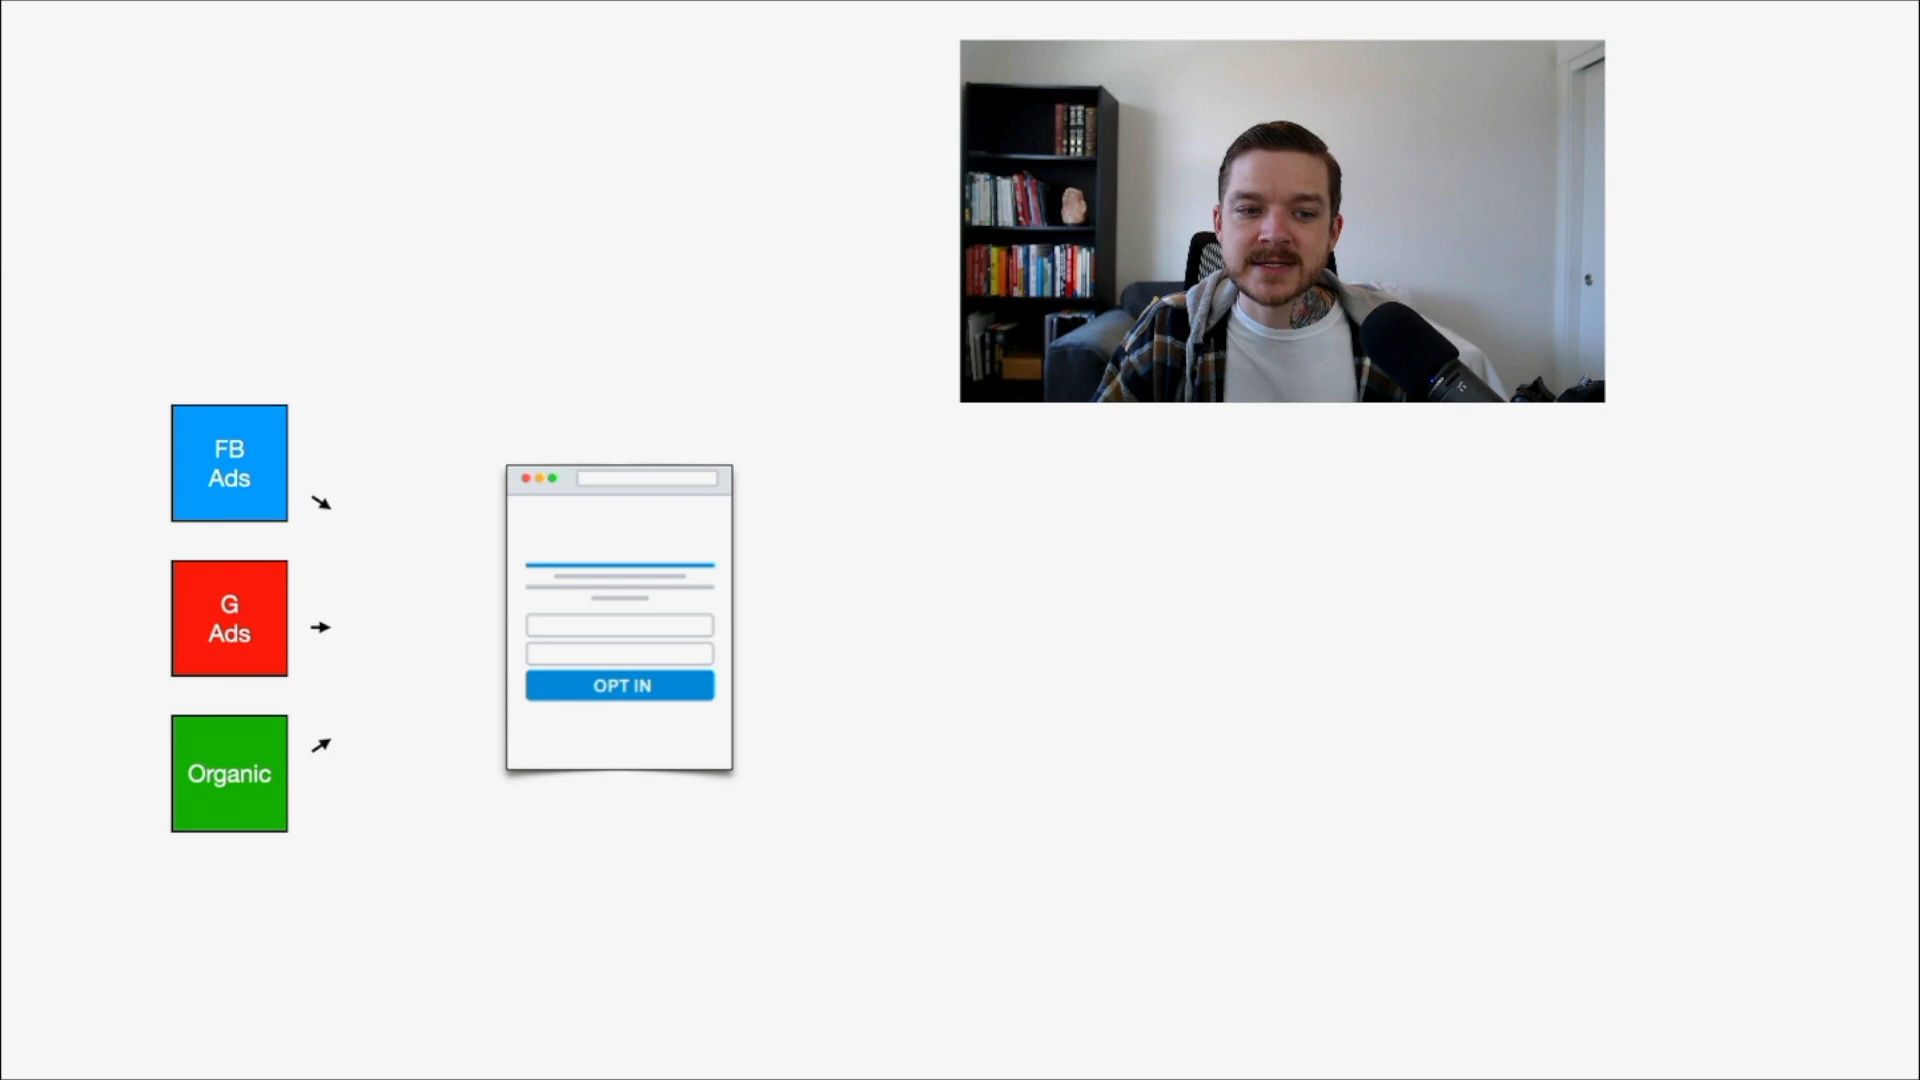 FB
Ads
G
Ads
Organic
OPT IN